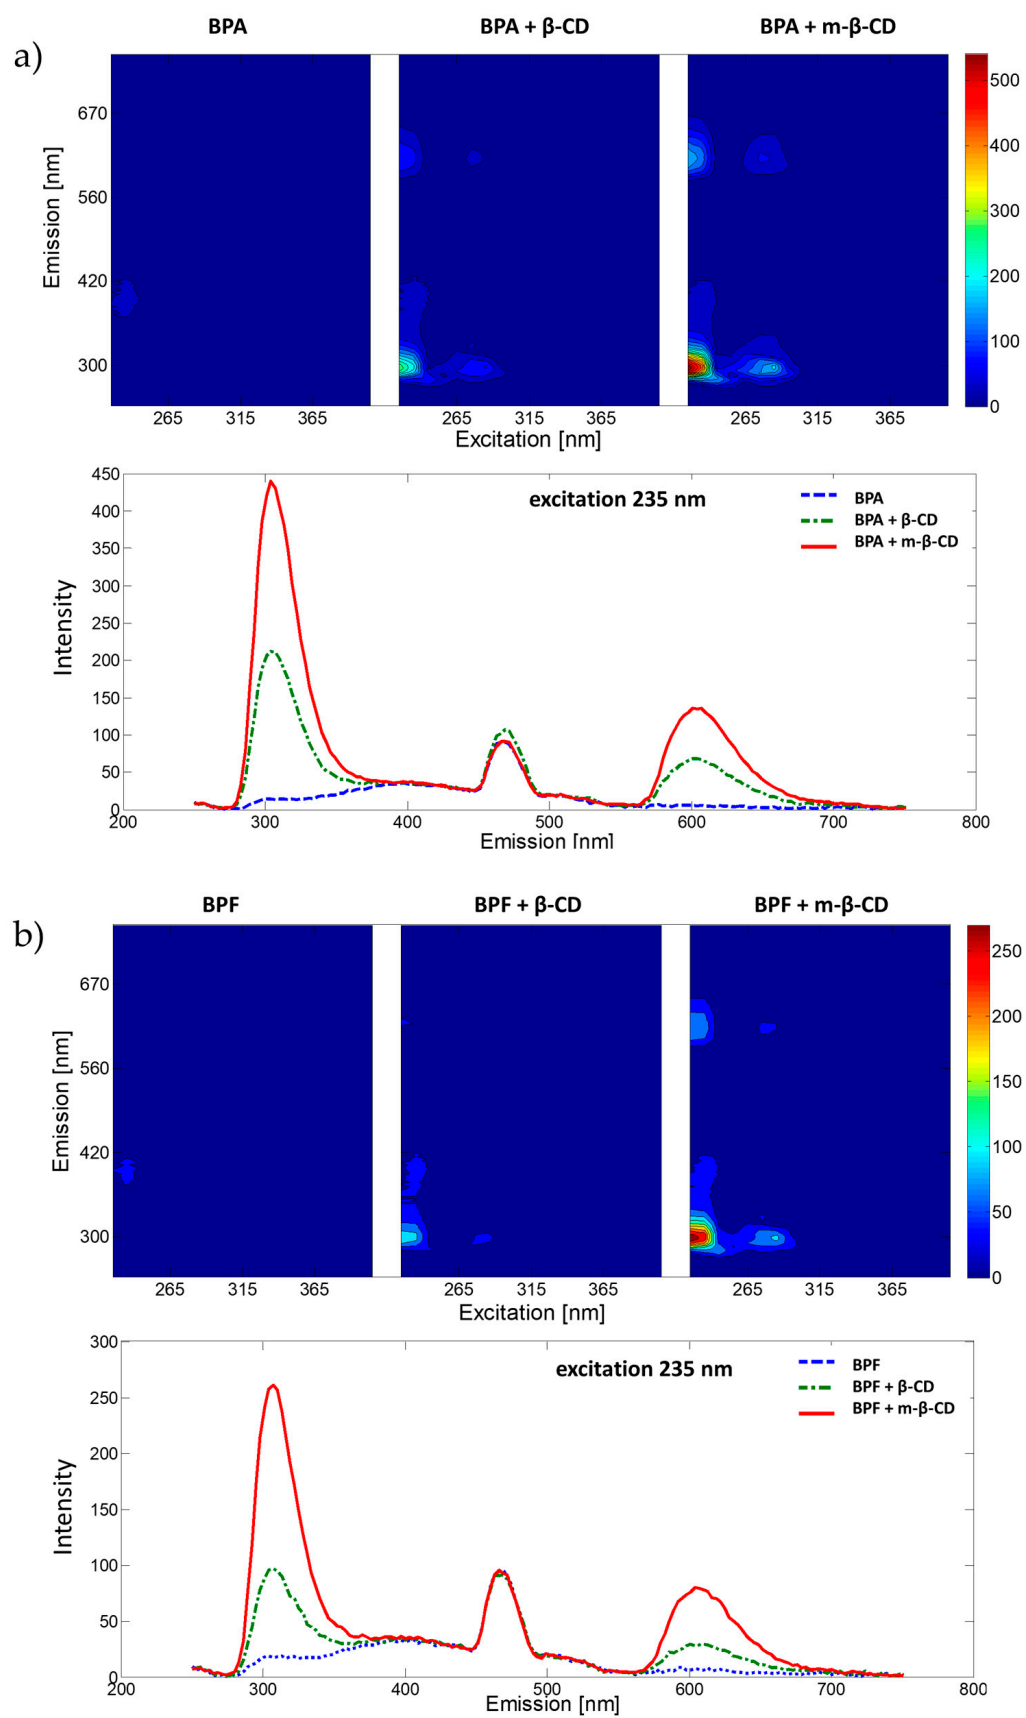 BPA BPA + β-CD BPA + m-β-CD
a)
Emission [nm]
670
560
420
300
500
400
300
200
100
0
265 315 365 265 315 365 265 315 365
Excitation [nm]
450
400
350
300
250
200
150
100
50
0
Intensity
excitation 235 nm
BPA
BPA + β-CD
BPA + m-β-CD
200 300 400 500 600 700 800
Emission [nm]
BPF BPF + β-CD BPF + m-β-CD
b)
Emission [nm]
670
560
420
300
250
200
150
100
50
0
265 315 365 265 315 365 265 315 365
Excitation [nm]
300
250
200
150
100
50
0
Intensity
excitation 235 nm
BPF
BPF + β-CD
BPF + m-β-CD
200 300 400 500 600 700 800
Emission [nm]